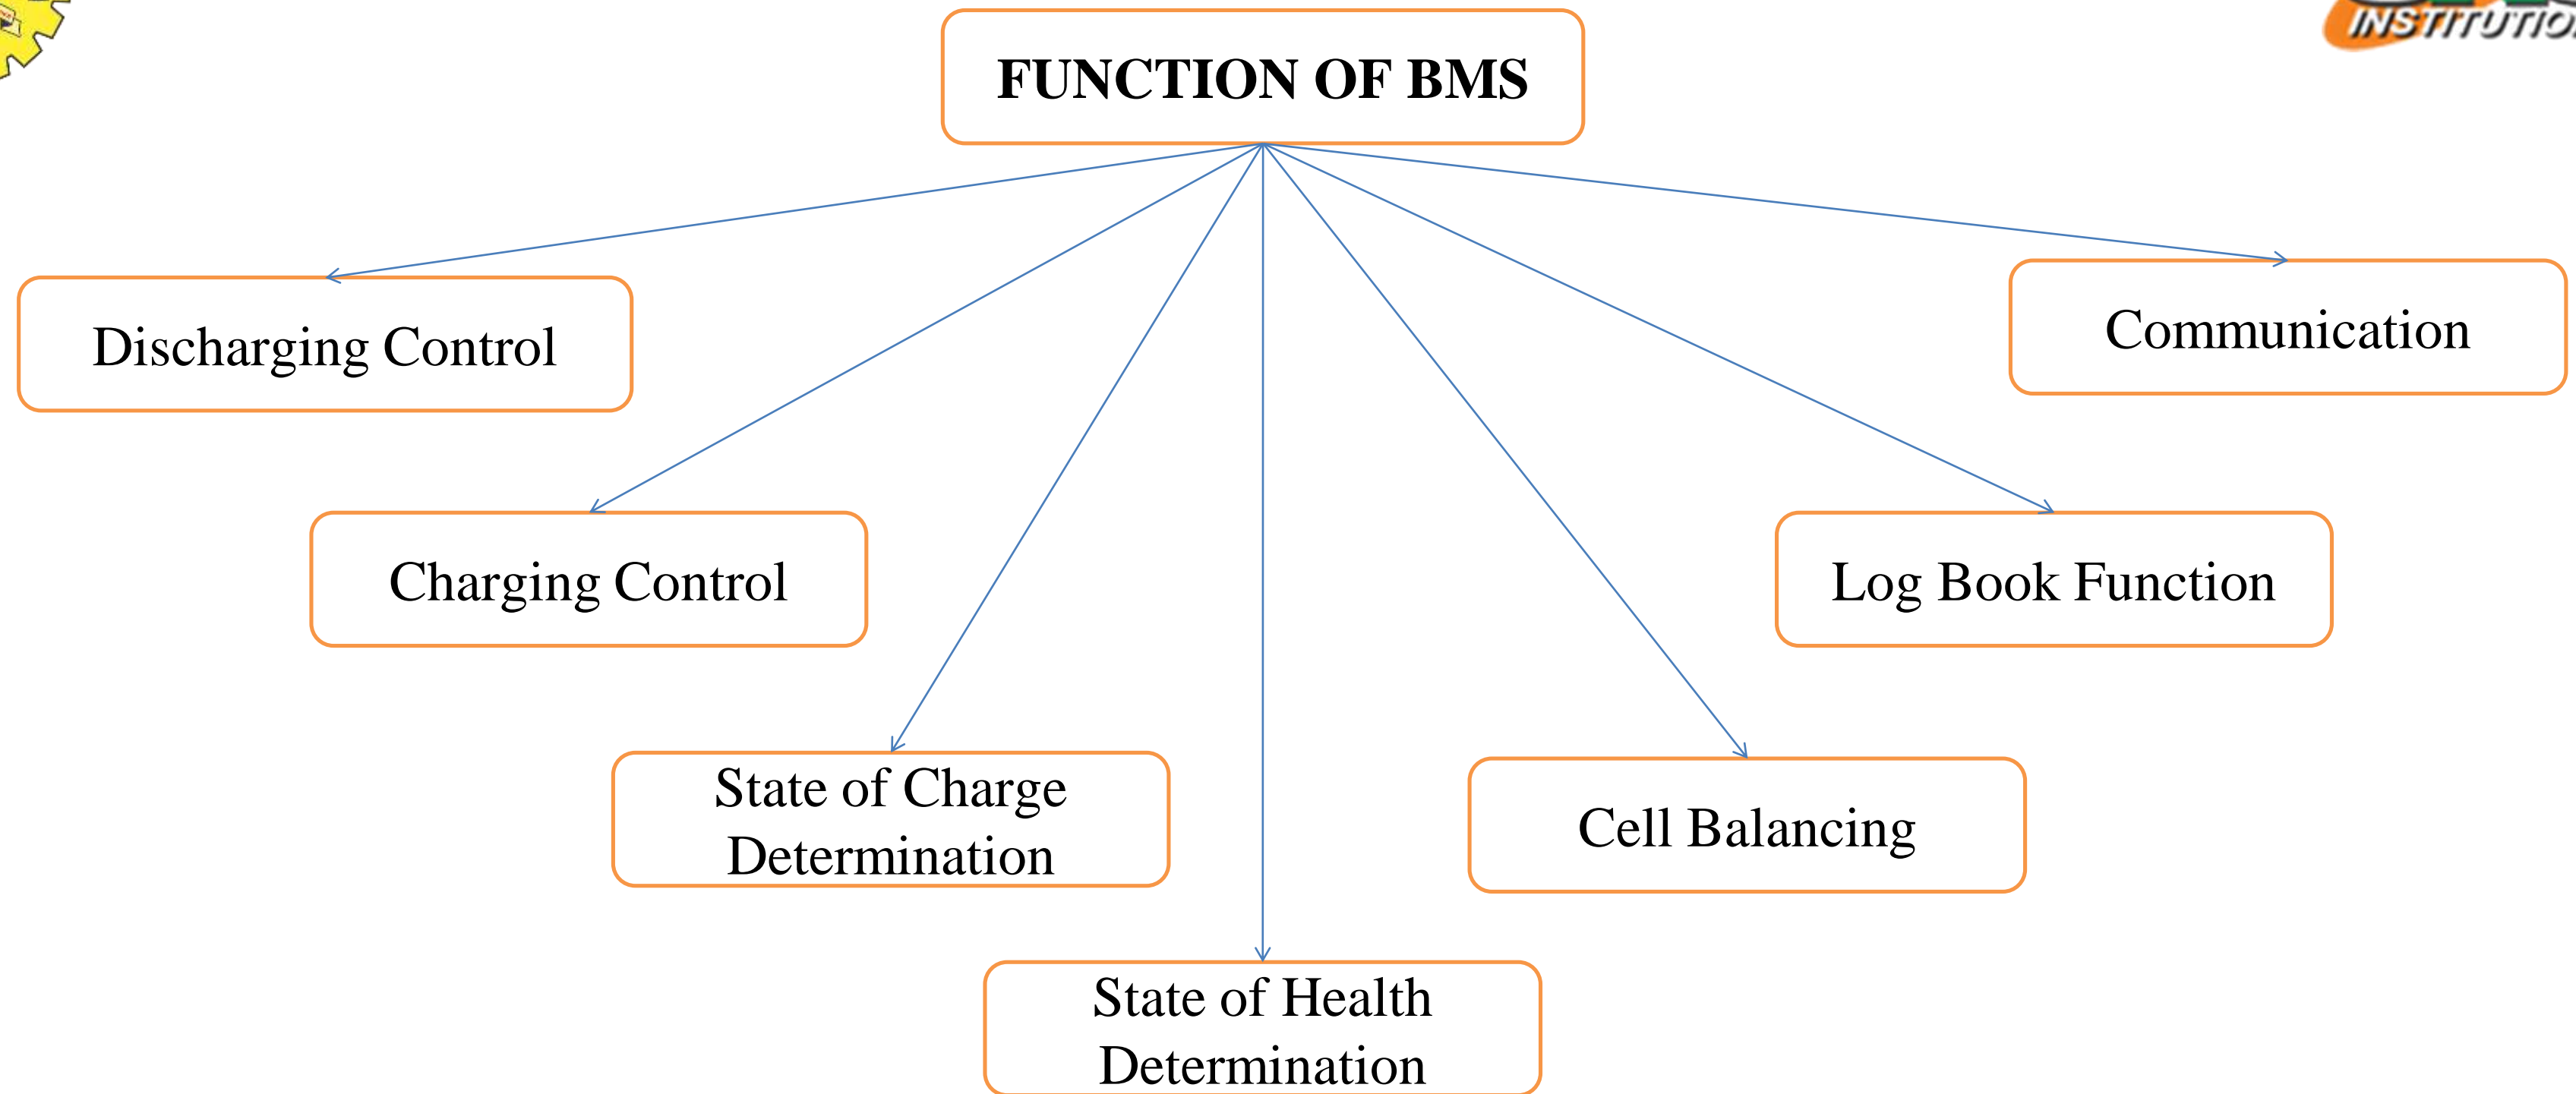 FUNCTION OF BMS
Discharging Control
Communication
Charging Control
Log Book Function
State of Charge
Determination
Cell Balancing
State of Health
Determination